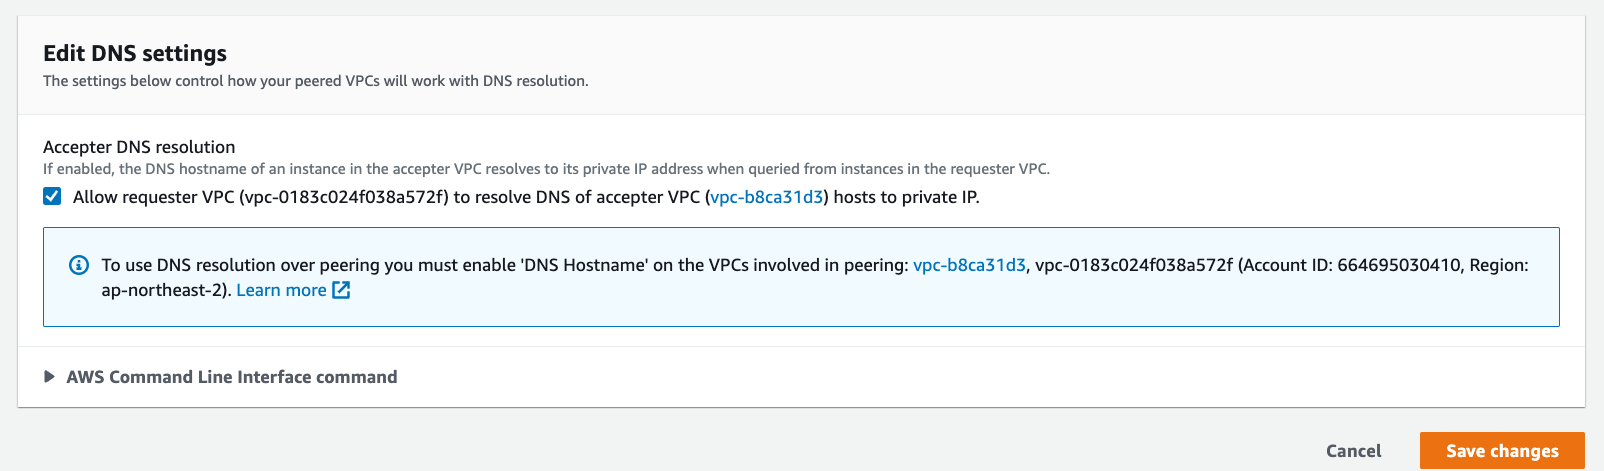 Edit DNS settings
The settings below control how your peered VPCs will work with DNS resolution.
Accepter DNS resolution
If enabled, the DNS hostname of an instance in the accepter VPC resolves to its private IP address when queried from instances in the requester VPC.
Allow requester VPC (vpc-0183c024f038a572f) to resolve DNS of accepter VPC (vpc-b8ca31d3) hosts to private IP.
To use DNS resolution over peering you must enable 'DNS Hostname' on the VPCs involved in peering: vpc-b8ca31d3, vpc-0183c024f038a572f (Account ID: 664695030410, Region:
ap-northeast-2). Learn more
AWS Command Line Interface command
Cancel
Save changes